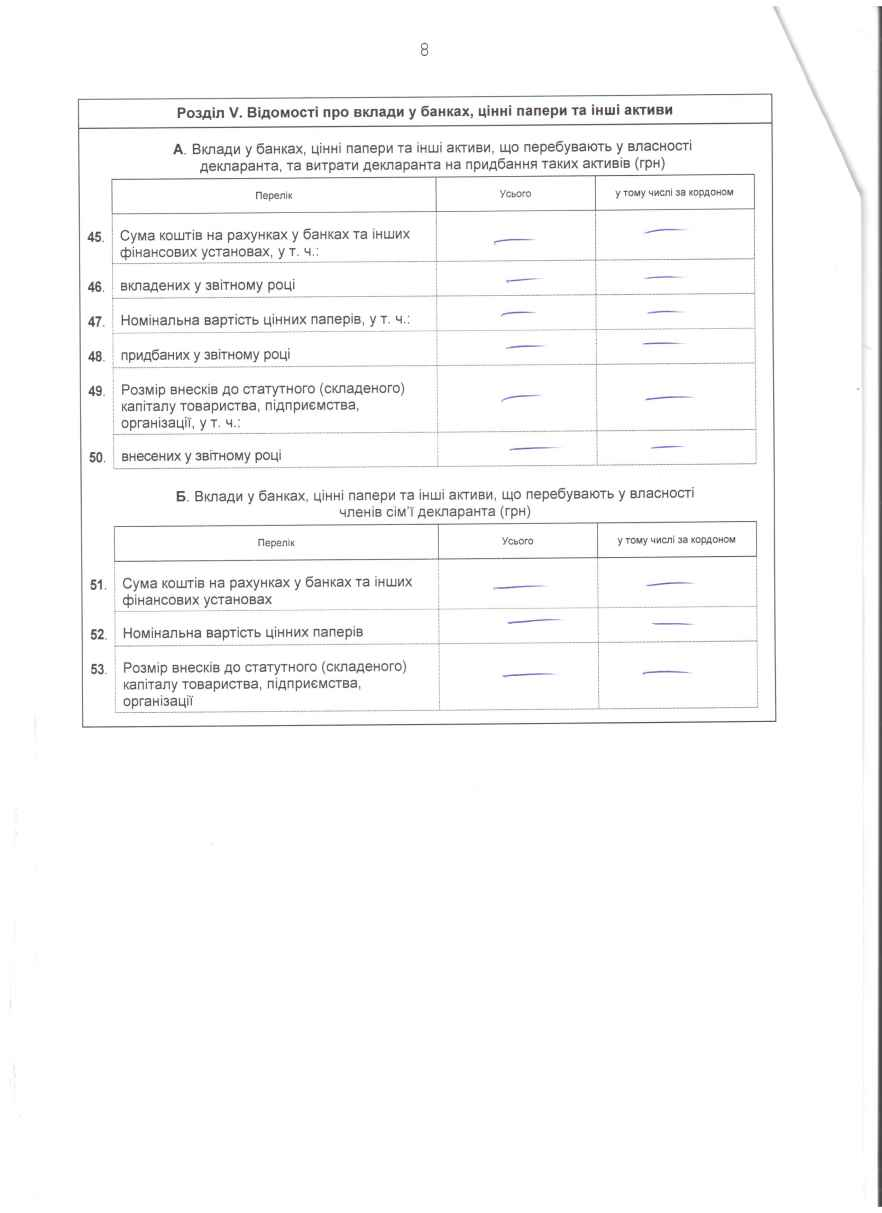 8
Розділ V. Відомості про вклади у банках, цінні папери та інші активи
А. Вклади у банках, цінні папери та інші активи, що перебувають у власності
декларанта, та витрати декларанта на придбання таких активів (грн)
Перелік Усього у тому числі за кордоном
45. Сума коштів на рахунках у банках та інших — —
фінансових установах, у т. ч.:
46. вкладених у звітному році — —
47. Номінальна вартість цінних паперів, у т. ч.: — —
48. придбаних у звітному році — —
49. Розмір внесків до статутного (складеного) — —
капіталу товариства, підприємства,
організації, у т. ч.:
50. внесених у звітному році — —
Б. Вклади у банках, цінні папери та інші активи, що перебувають у власності
членів сім'ї декларанта (грн)
Перелік Усього у тому числі за кордоном
51. Сума коштів на рахунках у банках та інших — —
фінансових установах
52. Номінальна вартість цінних паперів — —
53. Розмір внесків до статутного (складеного) — —
капіталу товариства, підприємства,
організації